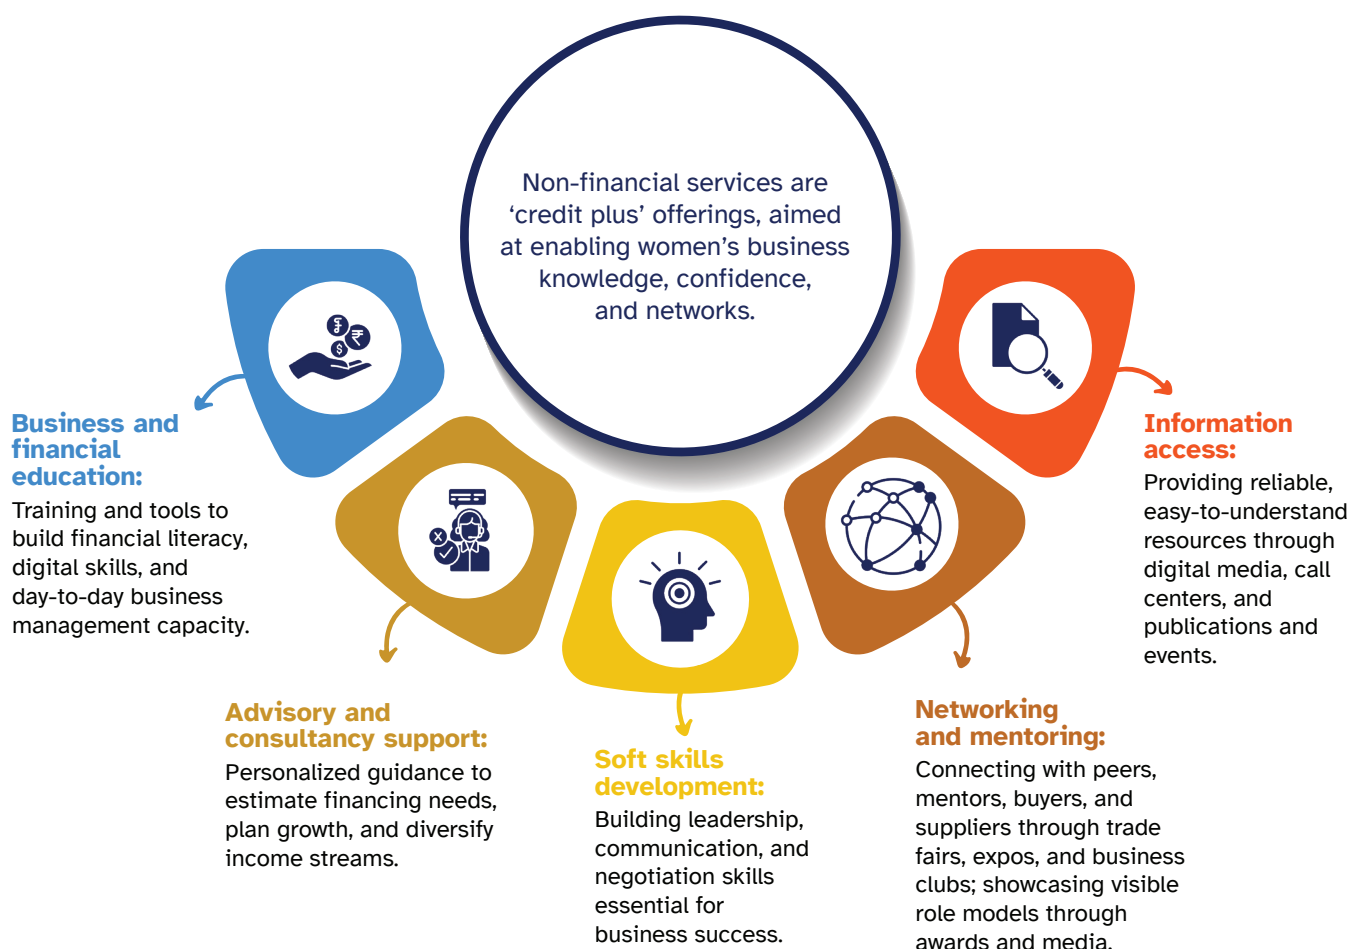 Non-financial services are
‘credit plus’ offerings, aimed
at enabling women’s business
knowledge, confidence,
and networks.
Business and
financial
education:
Training and tools to
build financial literacy,
digital skills, and
day-to-day business
management capacity.
Advisory and
consultancy support:
Personalized guidance to
estimate financing needs,
plan growth, and diversify
income streams.
Soft skills
development:
Building leadership,
communication, and
negotiation skills
essential for
business success.
Networking
and mentoring:
Connecting with peers,
mentors, buyers, and
suppliers through trade
fairs, expos, and business
clubs; showcasing visible
role models through
awards and media.
Information
access:
Providing reliable,
easy-to-understand
resources through
digital media, call
centers, and
publications and
events.